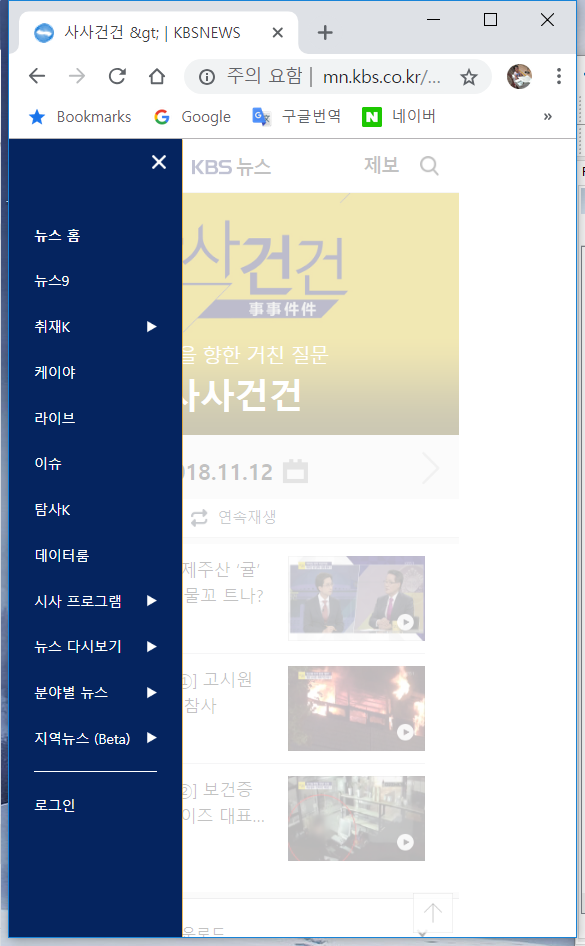 사사건건 &gt; | KBSNEWS
주의 요함 | mn.kbs.co.kr/...
Bookmarks Google 구글번역 네이버 »
KBS 뉴스 제보
뉴스 홈
뉴스9
취재K
케이야
라이브
이슈
탐사K
데이터룸
시사 프로그램
뉴스 다시보기
분야별 뉴스
지역뉴스 (Beta)
로그인
사건건
事事件件
을 향한 거친 질문
사사건건
018.11.12
연속재생
제주산 ‘귤’
물꼬 트나?
①] 고시원
참사
②] 보건증
이즈 대표...
운로드